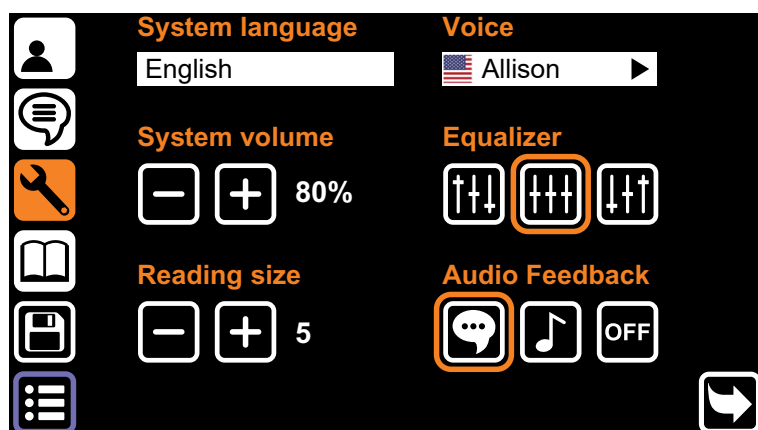 System language
Voice
English
Allison
System volume
Equalizer
80%
Reading size
Audio Feedback
5
OFF